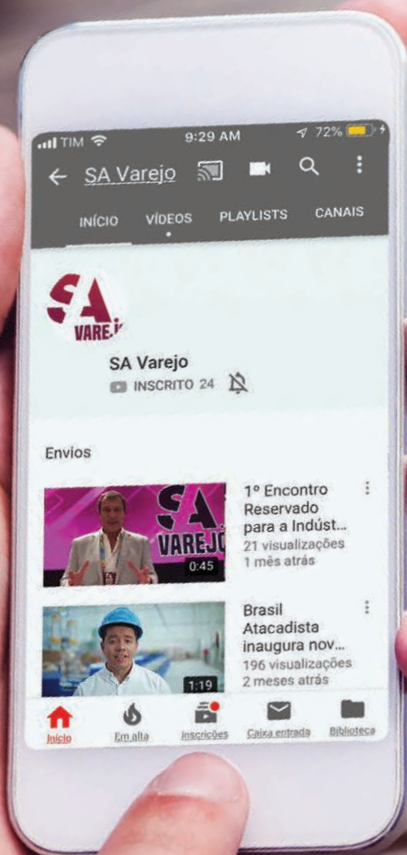 TIM 9:29 AM 72%
SA Varejo
INÍCIO VÍDEOS PLAYLISTS CANAIS
SA
VAREJO
SA Varejo
INSCRITO 24
Envios
SA
VAREJO
0:45
1º Encontro
Reservado
para a Indúst...
21 visualizações
1 mês atrás
1:19
Brasil
Atacadista
inaugura nov...
196 visualizações
2 meses atrás
Início Em alta Inscrições Caixa entrada Biblioteca